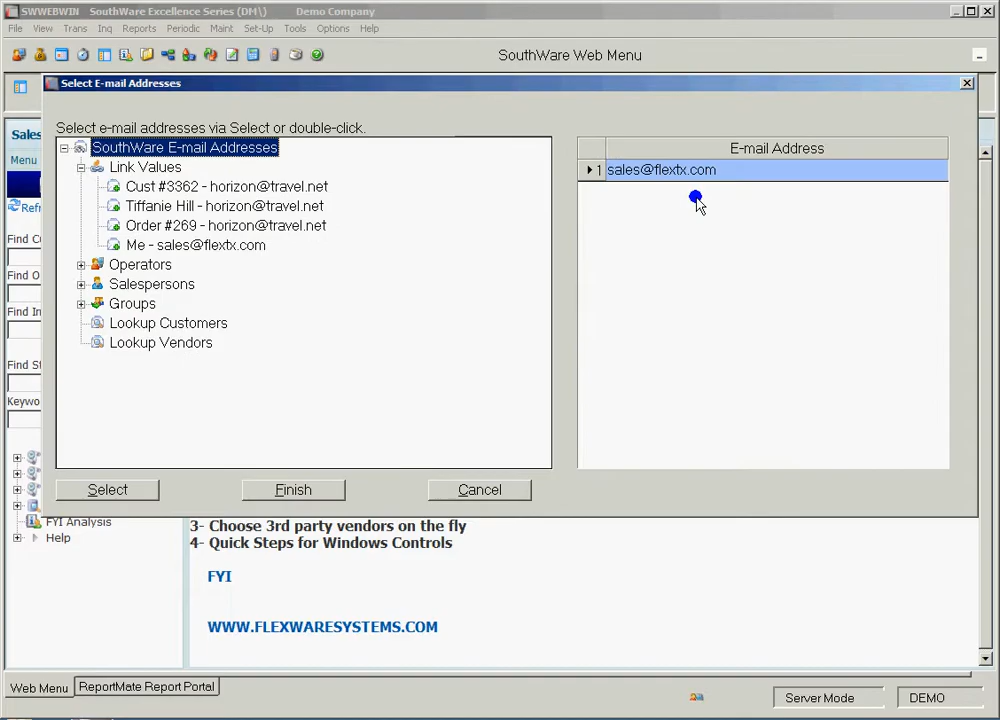 SWWEBWIN SouthWare Excellence Series (DM\) Demo Company
File View Trans Inq Reports Periodic Maint Set-Up Tools Options Help
SouthWare Web Menu
Select E-mail Addresses
Select e-mail addresses via Select or double-click.
SouthWare E-mail Addresses
Link Values
Cust #3362 - horizon@travel.net
Tiffanie Hill - horizon@travel.net
Order #269 - horizon@travel.net
Me - sales@flextx.com
Operators
Salespersons
Groups
Lookup Customers
Lookup Vendors
E-mail Address
1 sales@flextx.com
Select
Finish
Cancel
Sales
Menu
Refr
Find C
Find O
Find In
Find St
Keywo
FYI Analysis
Help
3- Choose 3rd party vendors on the fly
4- Quick Steps for Windows Controls
FYI
WWW.FLEXWARESYSTEMS.COM
Web Menu
ReportMate Report Portal
Server Mode
DEMO